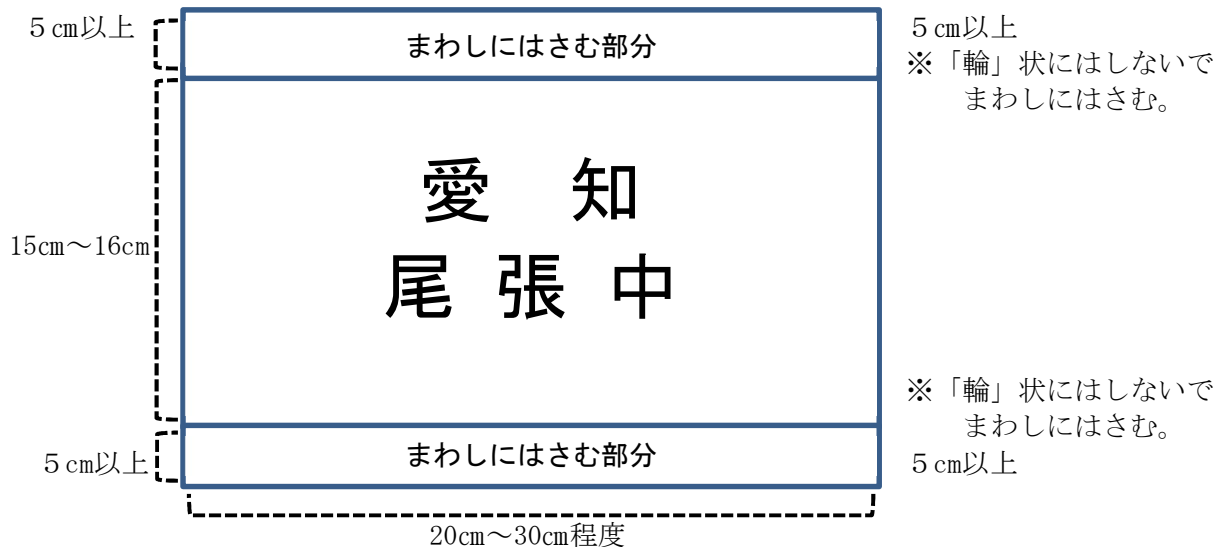 5cm以上
まわしにはさむ部分
5cm以上
※「輪」状にはしないで
まわしにはさむ。
愛 知
15cm～16cm
尾 張 中
※「輪」状にはしないで
まわしにはさむ。
5cm以上
まわしにはさむ部分
5cm以上
20cm～30cm程度